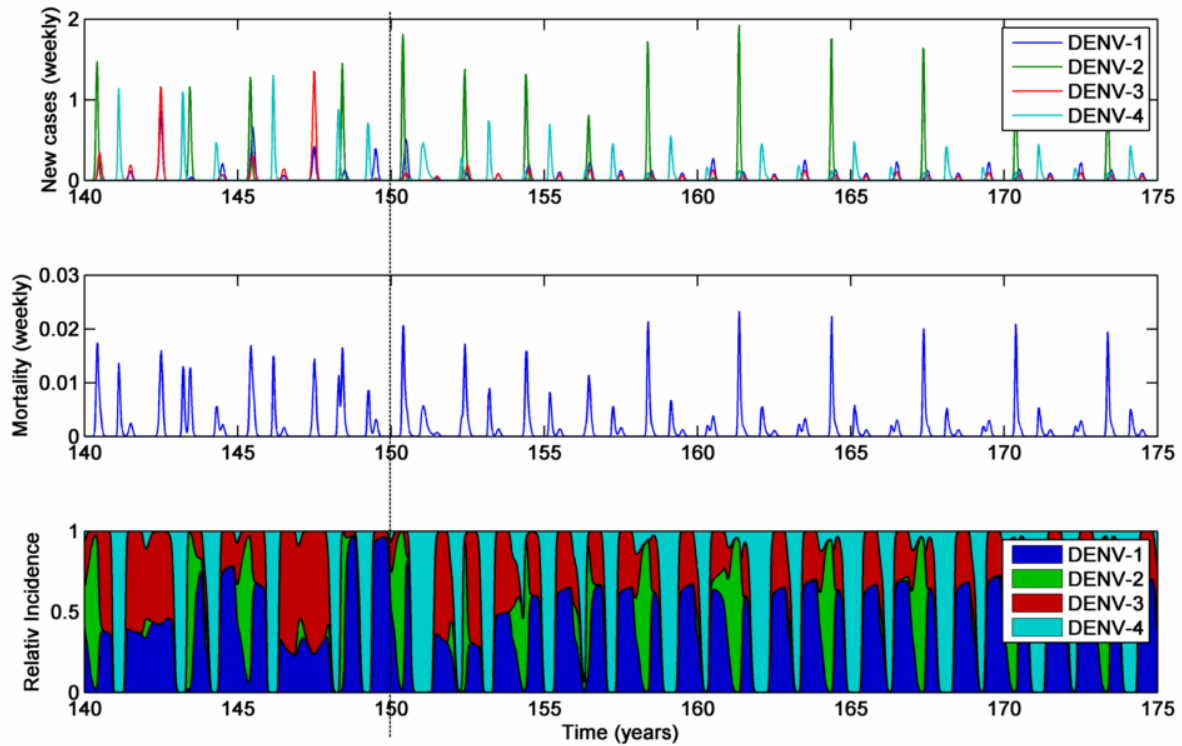 New cases (weekly)
2
1
0
DENV-1
DENV-2
DENV-3
DENV-4
140 145 150 155 160 165 170 175
Mortality (weekly)
0.03
0.02
0.01
0
140 145 150 155 160 165 170 175
Relativ Incidence
1
0.5
0
DENV-1
DENV-2
DENV-3
DENV-4
140 145 150 155 160 165 170 175
Time (years)